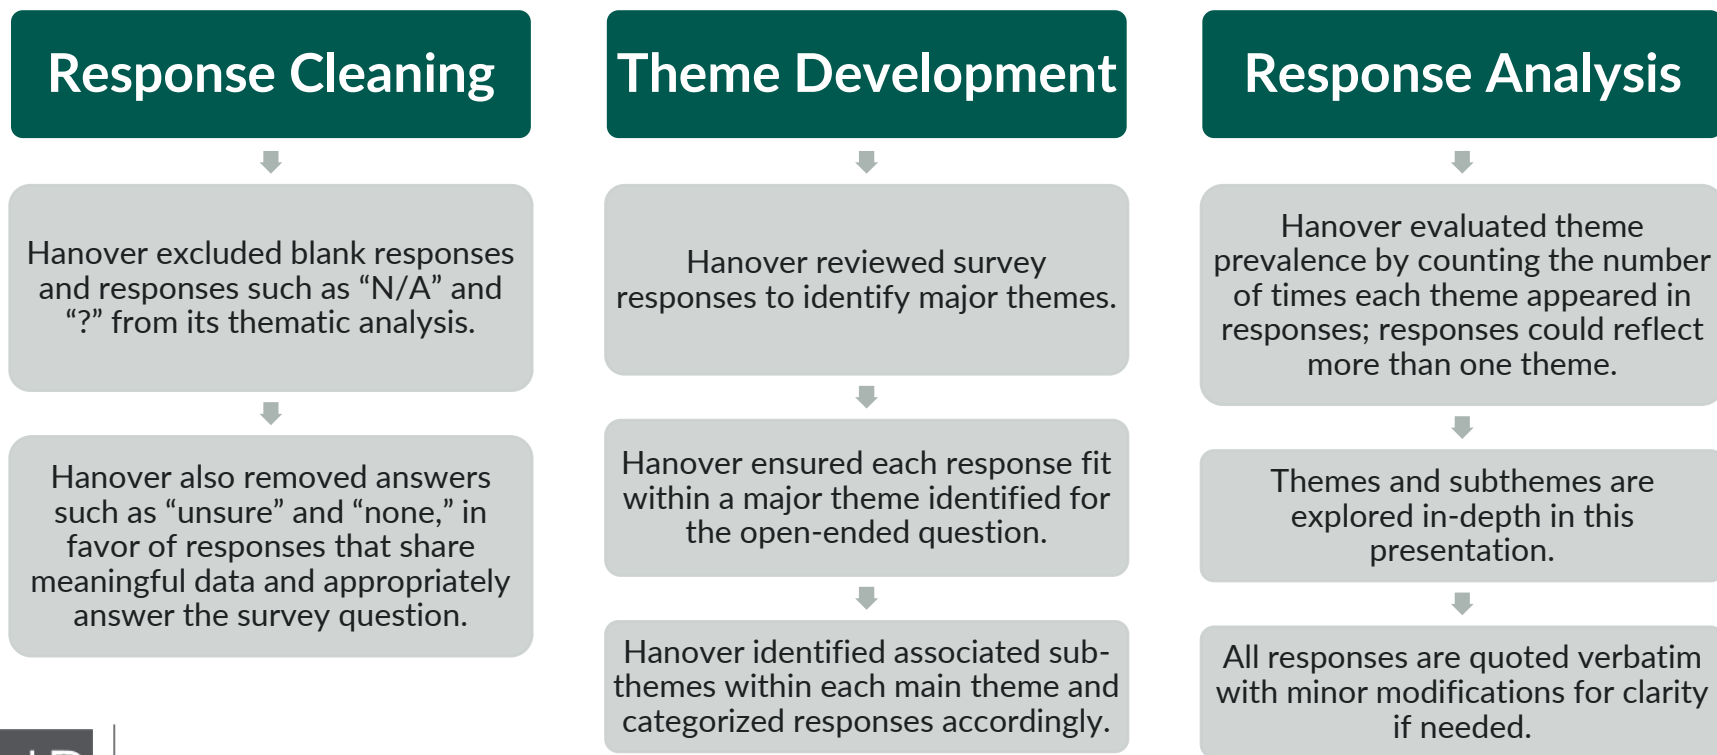 Response Cleaning
Hanover excluded blank responses
and responses such as “N/A” and
“?” from its thematic analysis.
Hanover also removed answers
such as “unsure” and “none,” in
favor of responses that share
meaningful data and appropriately
answer the survey question.
Theme Development
Hanover reviewed survey
responses to identify major themes.
Hanover ensured each response fit
within a major theme identified for
the open-ended question.
Hanover identified associated sub-
themes within each main theme and
categorized responses accordingly.
Response Analysis
Hanover evaluated theme
prevalence by counting the number
of times each theme appeared in
responses; responses could reflect
more than one theme.
Themes and subthemes are
explored in-depth in this
presentation.
All responses are quoted verbatim
with minor modifications for clarity
if needed.